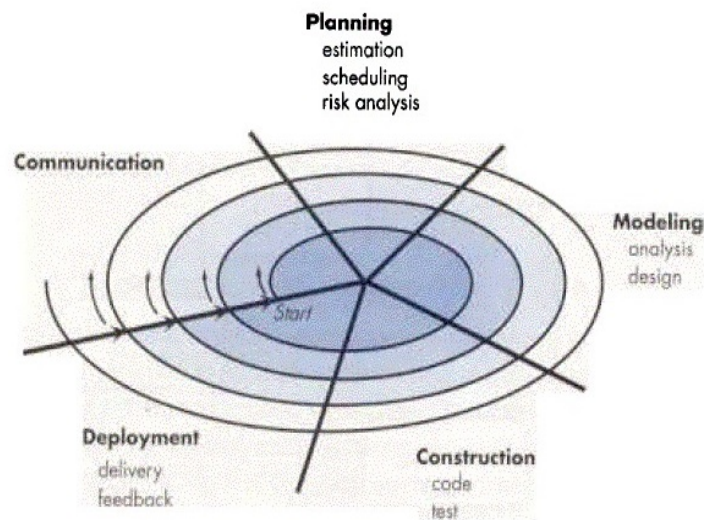 Planning
estimation
scheduling
risk analysis
Communication
Modeling
analysis
design
Start
Deployment
delivery
feedback
Construction
code
test